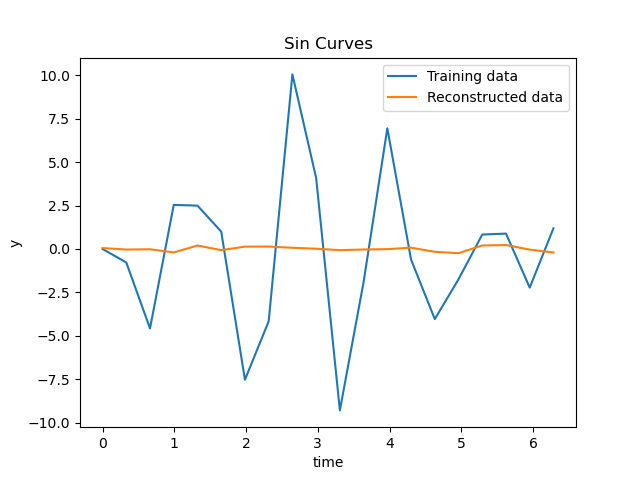 Sin Curves
Training data
Reconstructed data
10.0
7.5
5.0
2.5
0.0
−2.5
−5.0
−7.5
−10.0
y
0 1 2 3 4 5 6
time